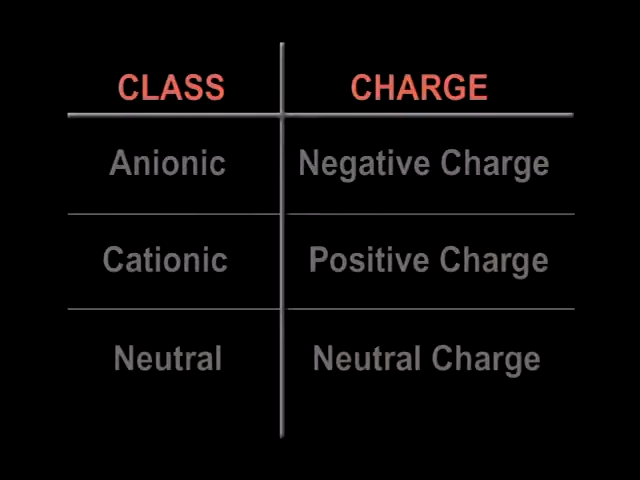 CLASS CHARGE
Anionic Negative Charge
Cationic Positive Charge
Neutral Neutral Charge